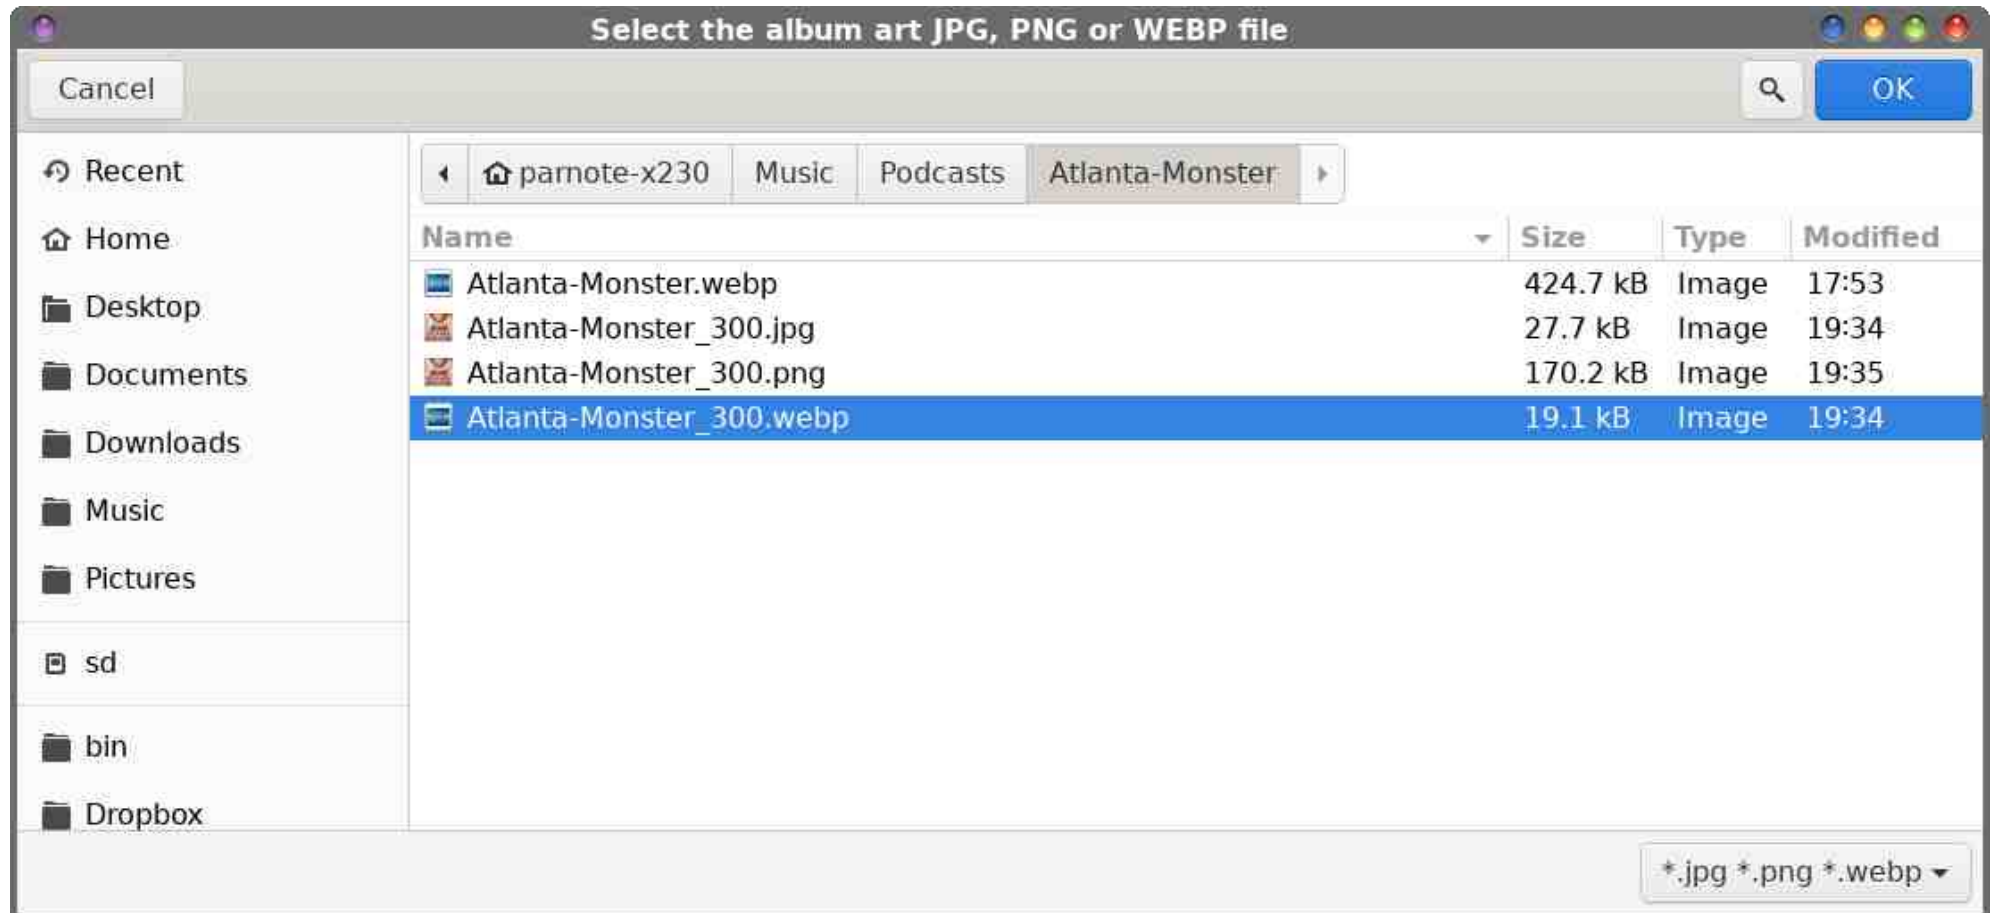 Select the album art JPG, PNG or WEBP file
Cancel OK
Recent
Home
Desktop
Documents
Downloads
Music
Pictures
sd
bin
Dropbox
parnote-x230 Music Podcasts Atlanta-Monster
Name Size Type Modified
Atlanta-Monster.webp 424.7 kB Image 17:53
Atlanta-Monster_300.jpg 27.7 kB Image 19:34
Atlanta-Monster_300.png 170.2 kB Image 19:35
Atlanta-Monster_300.webp 19.1 kB Image 19:34
*.jpg *.png *.webp